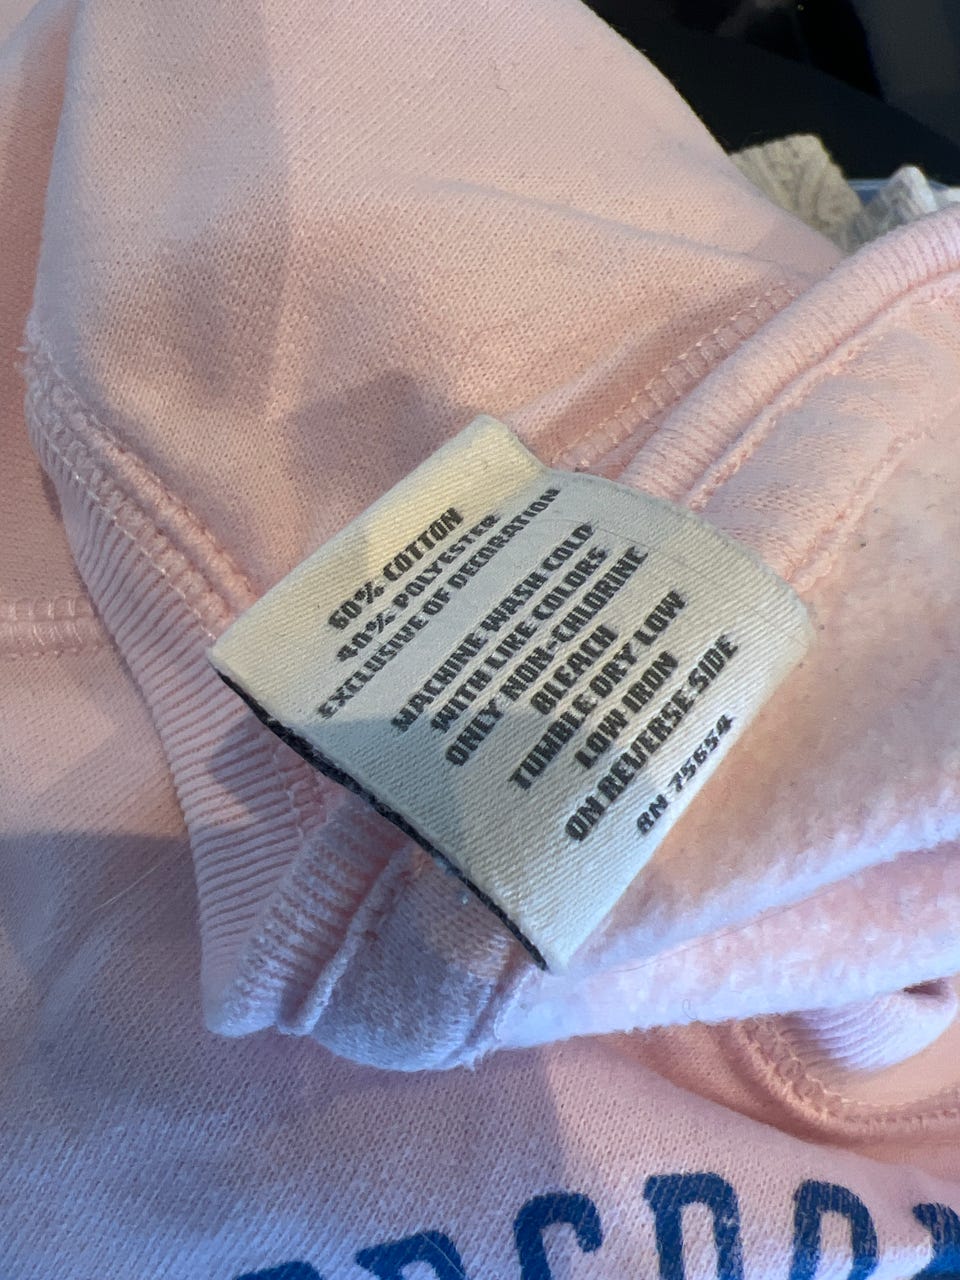 60% COTTON
40% POLYESTER
EXCLUSIVE OF DECORATION
MACHINE WASH COLD
WITH LIKE COLORS
ONLY NON-CHLORINE
BLEACH
TUMBLE DRY LOW
LOW IRON
ON REVERSE SIDE
RN 75654